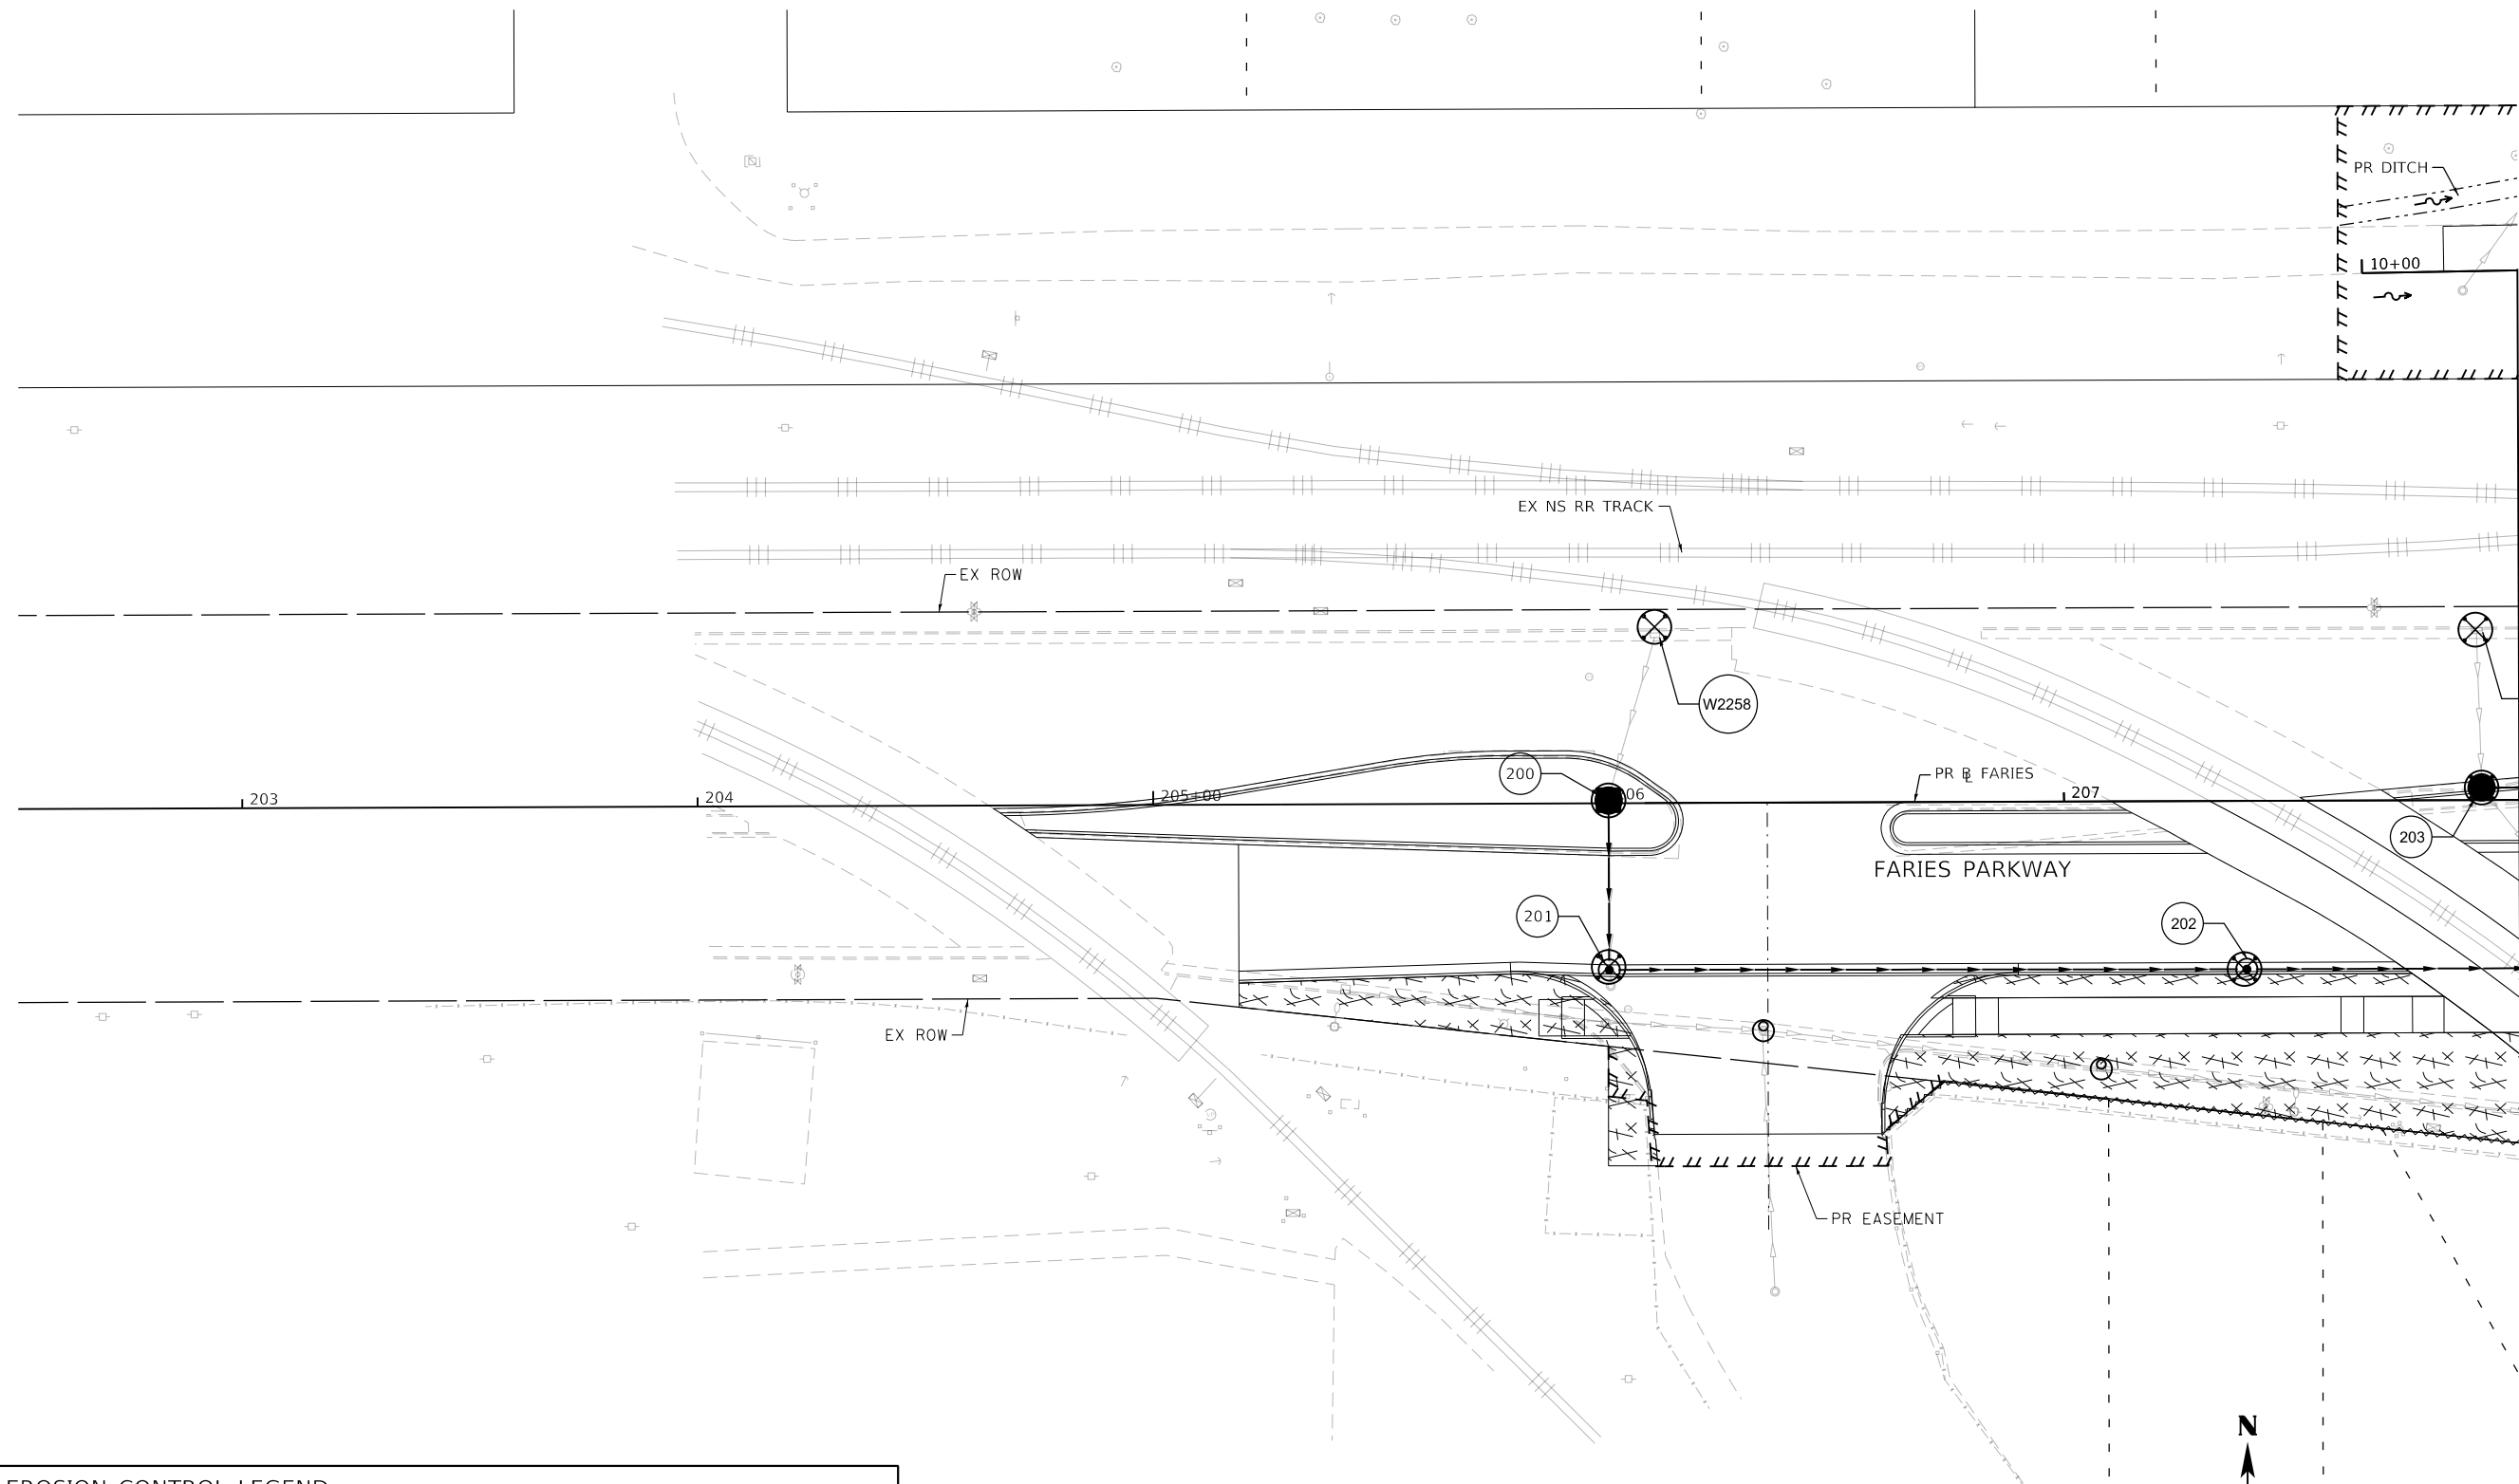 PR DITCH
10+00
EX NS RR TRACK
EX ROW
W2258
200
PR BL FARIES
203
204
205+00
06
207
203
FARIES PARKWAY
201
202
EX ROW
PR EASEMENT
N
EROSION CONTROL LEGEND